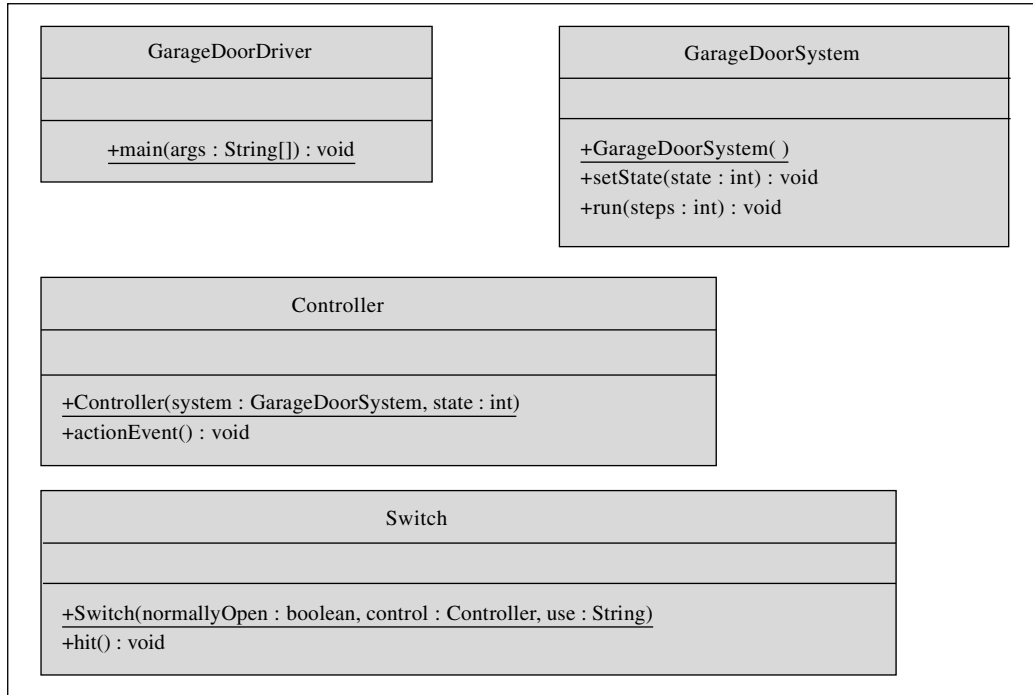 GarageDoorDriver
+main(args : String[]) : void
GarageDoorSystem
+GarageDoorSystem( )
+setState(state : int) : void
+run(steps : int) : void
Controller
+Controller(system : GarageDoorSystem, state : int)
+actionEvent() : void
Switch
+Switch(normallyOpen : boolean, control : Controller, use : String)
+hit() : void